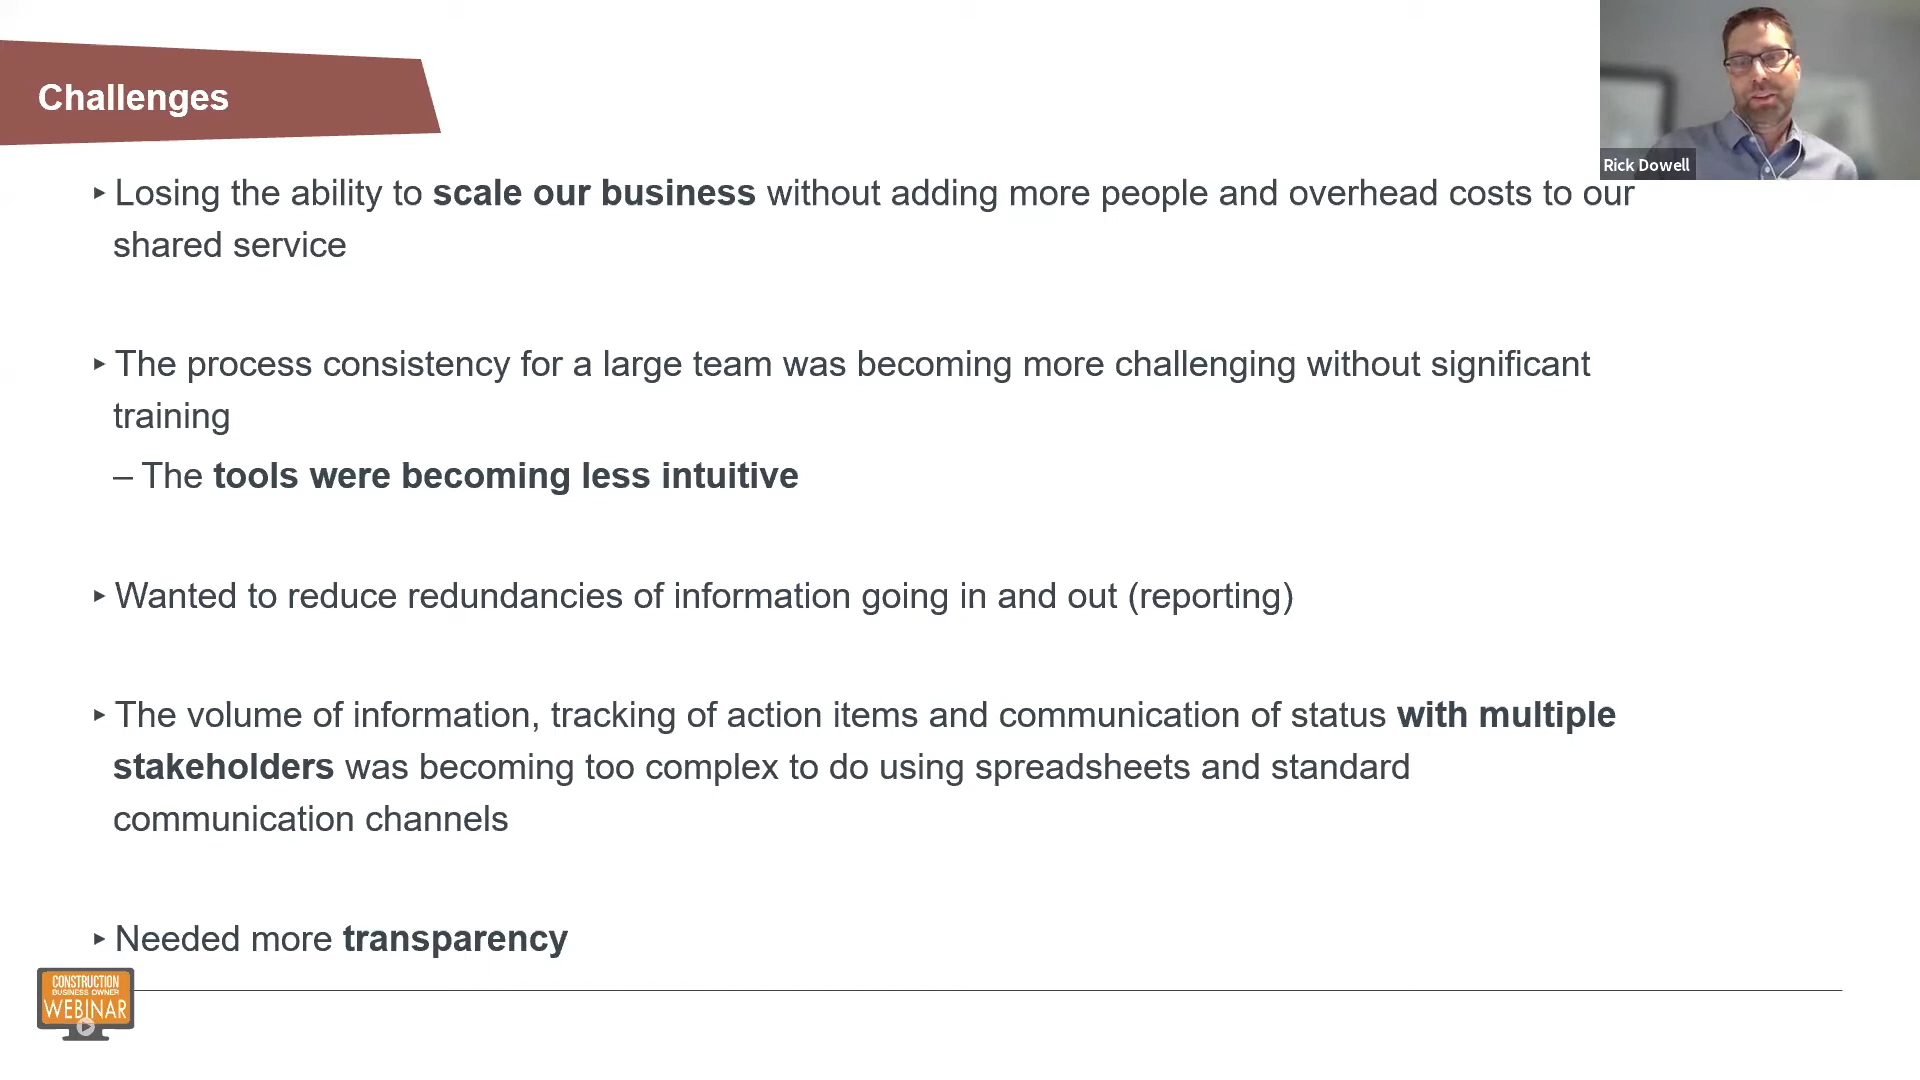 Challenges
Rick Dowell
▸ Losing the ability to scale our business without adding more people and overhead costs to our
shared service
▸ The process consistency for a large team was becoming more challenging without significant
training
– The tools were becoming less intuitive
▸ Wanted to reduce redundancies of information going in and out (reporting)
▸ The volume of information, tracking of action items and communication of status with multiple
stakeholders was becoming too complex to do using spreadsheets and standard
communication channels
▸ Needed more transparency
CONSTRUCTION
BUSINESS OWNER
WEBINAR